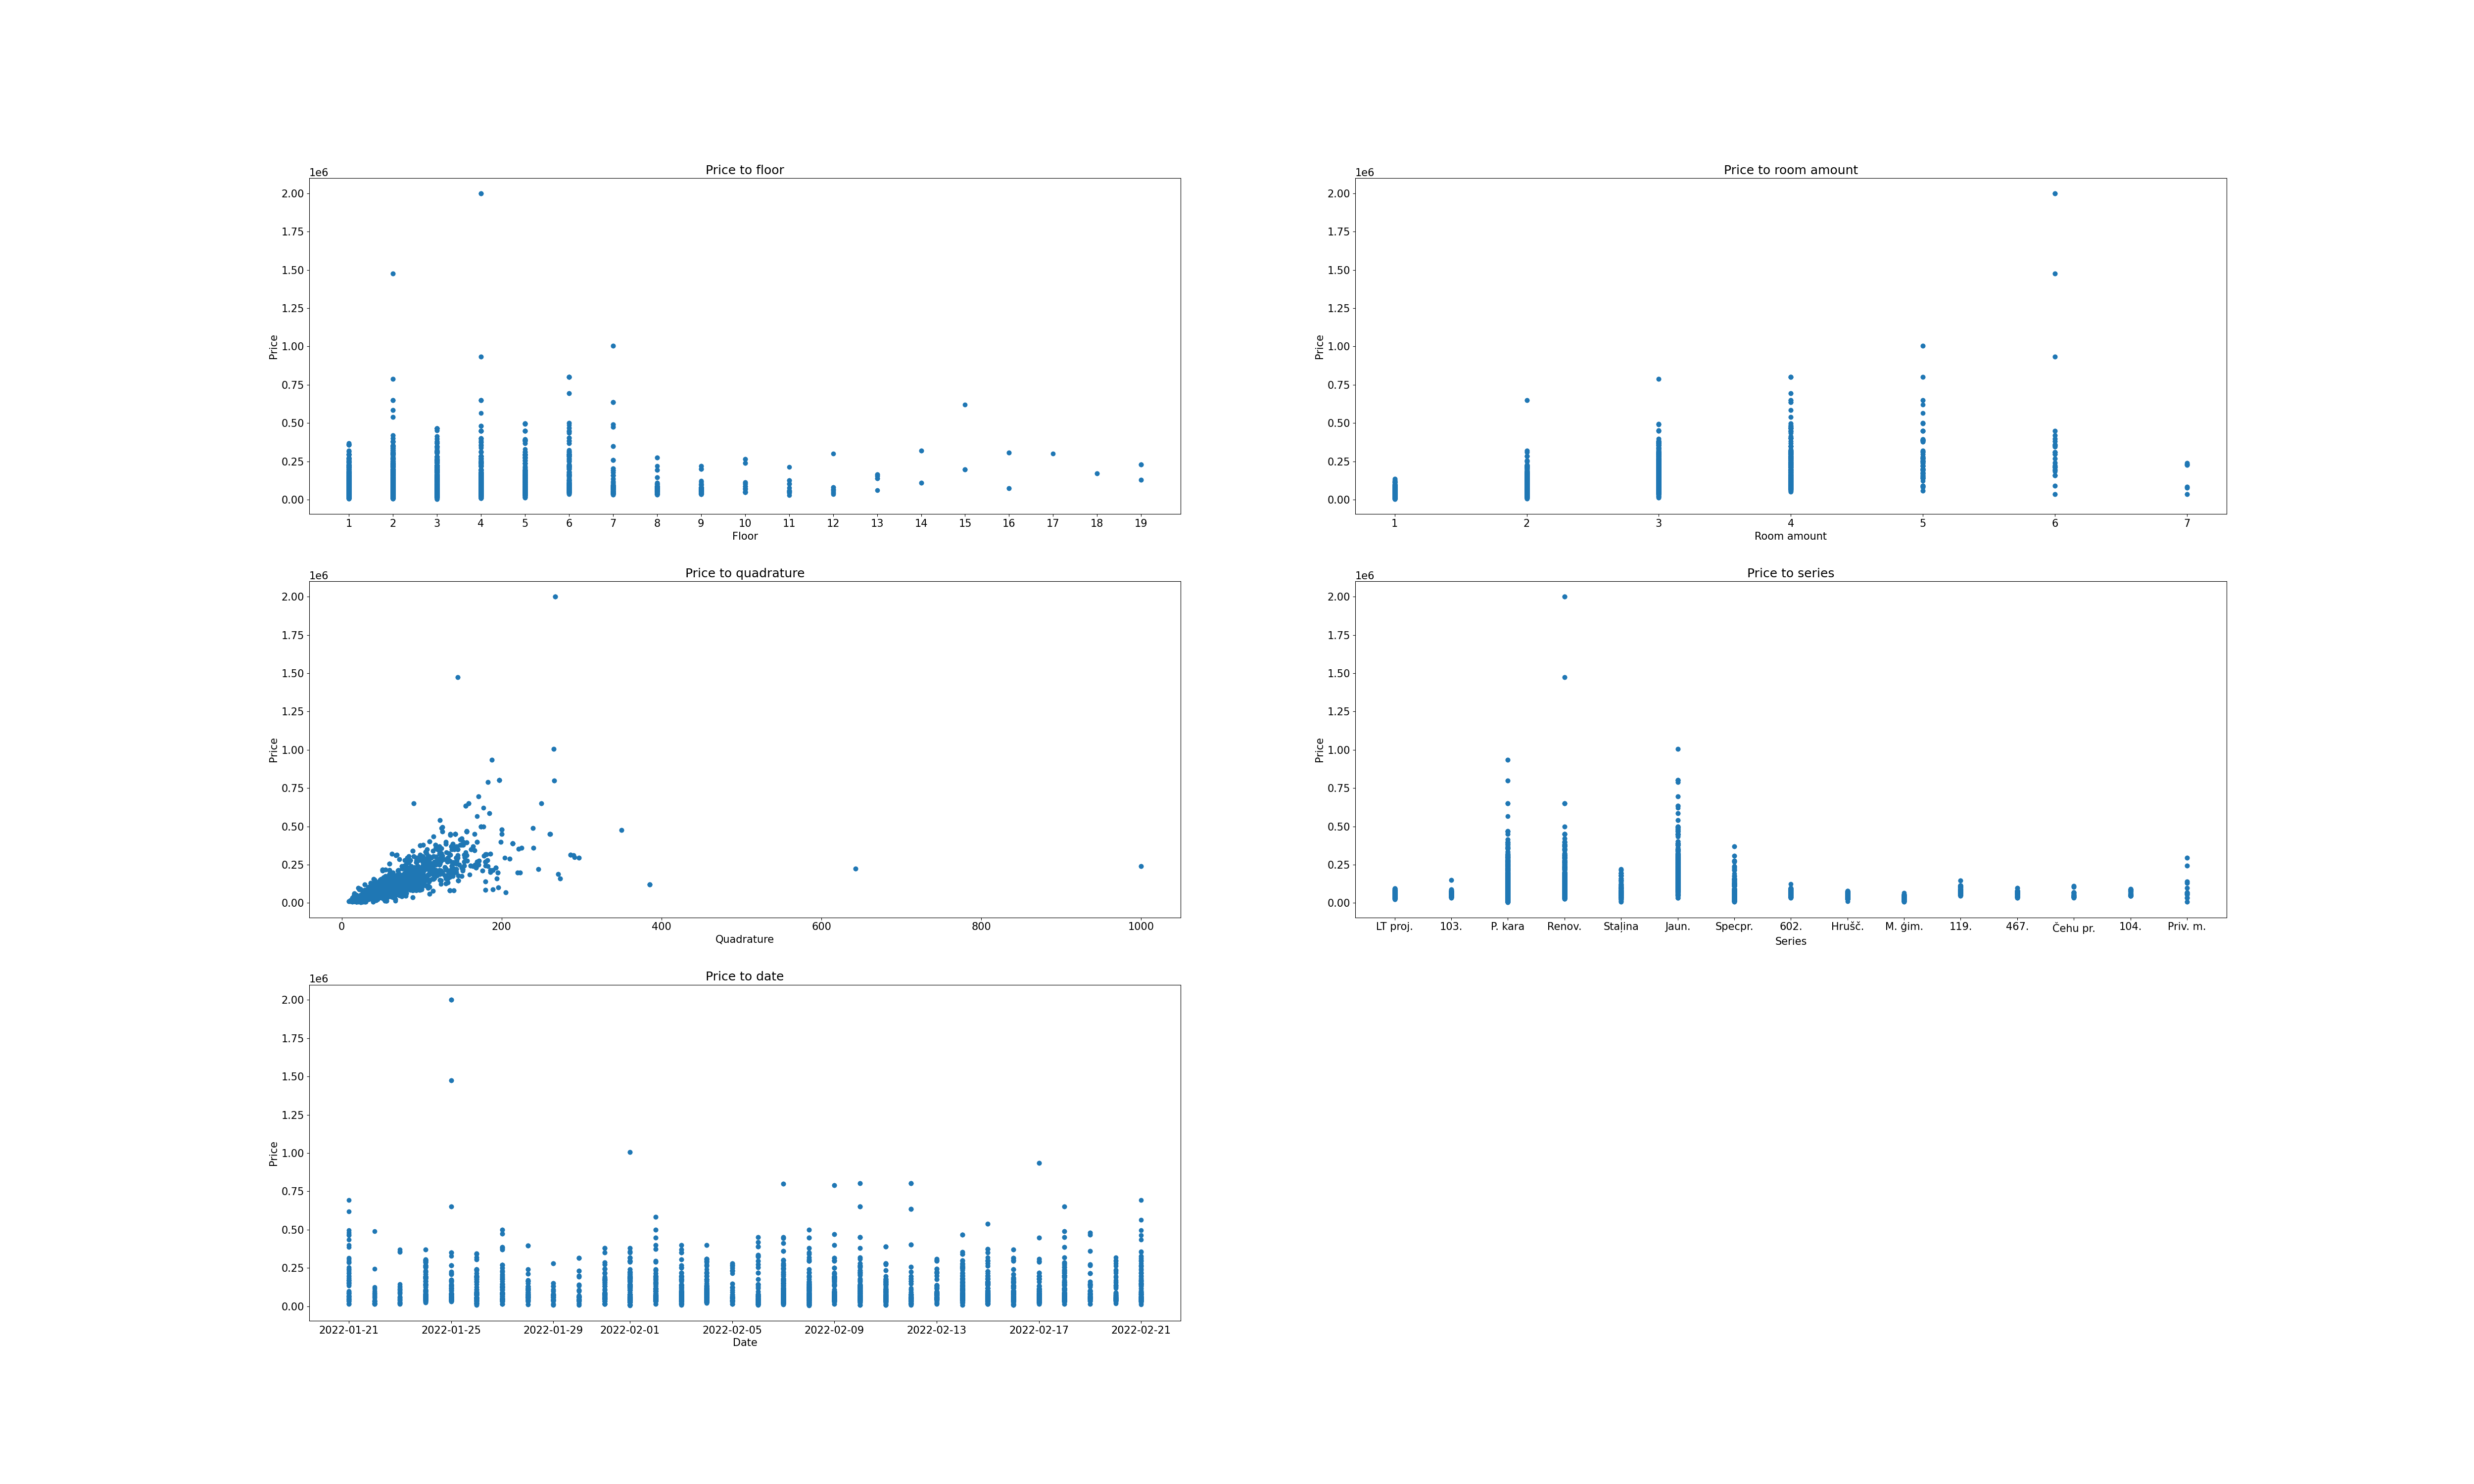 Price to floor
1e6
2.00
1.75
1.50
1.25
1.00
0.75
0.50
0.25
0.00
Price
1 2 3 4 5 6 7 8 9 10 11 12 13 14 15 16 17 18 19
Floor
Price to room amount
1e6
2.00
1.75
1.50
1.25
1.00
0.75
0.50
0.25
0.00
Price
1 2 3 4 5 6 7
Room amount
Price to quadrature
1e6
2.00
1.75
1.50
1.25
1.00
0.75
0.50
0.25
0.00
Price
0 200 400 600 800 1000
Quadrature
Price to series
1e6
2.00
1.75
1.50
1.25
1.00
0.75
0.50
0.25
0.00
Price
LT proj. 103. P. kara Renov. Staļina Jaun. Specpr. 602. Hrušč. M. ģim. 119. 467. Čehu pr. 104. Priv. m.
Series
Price to date
1e6
2.00
1.75
1.50
1.25
1.00
0.75
0.50
0.25
0.00
Price
2022-01-21 2022-01-25 2022-01-29 2022-02-01 2022-02-05 2022-02-09 2022-02-13 2022-02-17 2022-02-21
Date